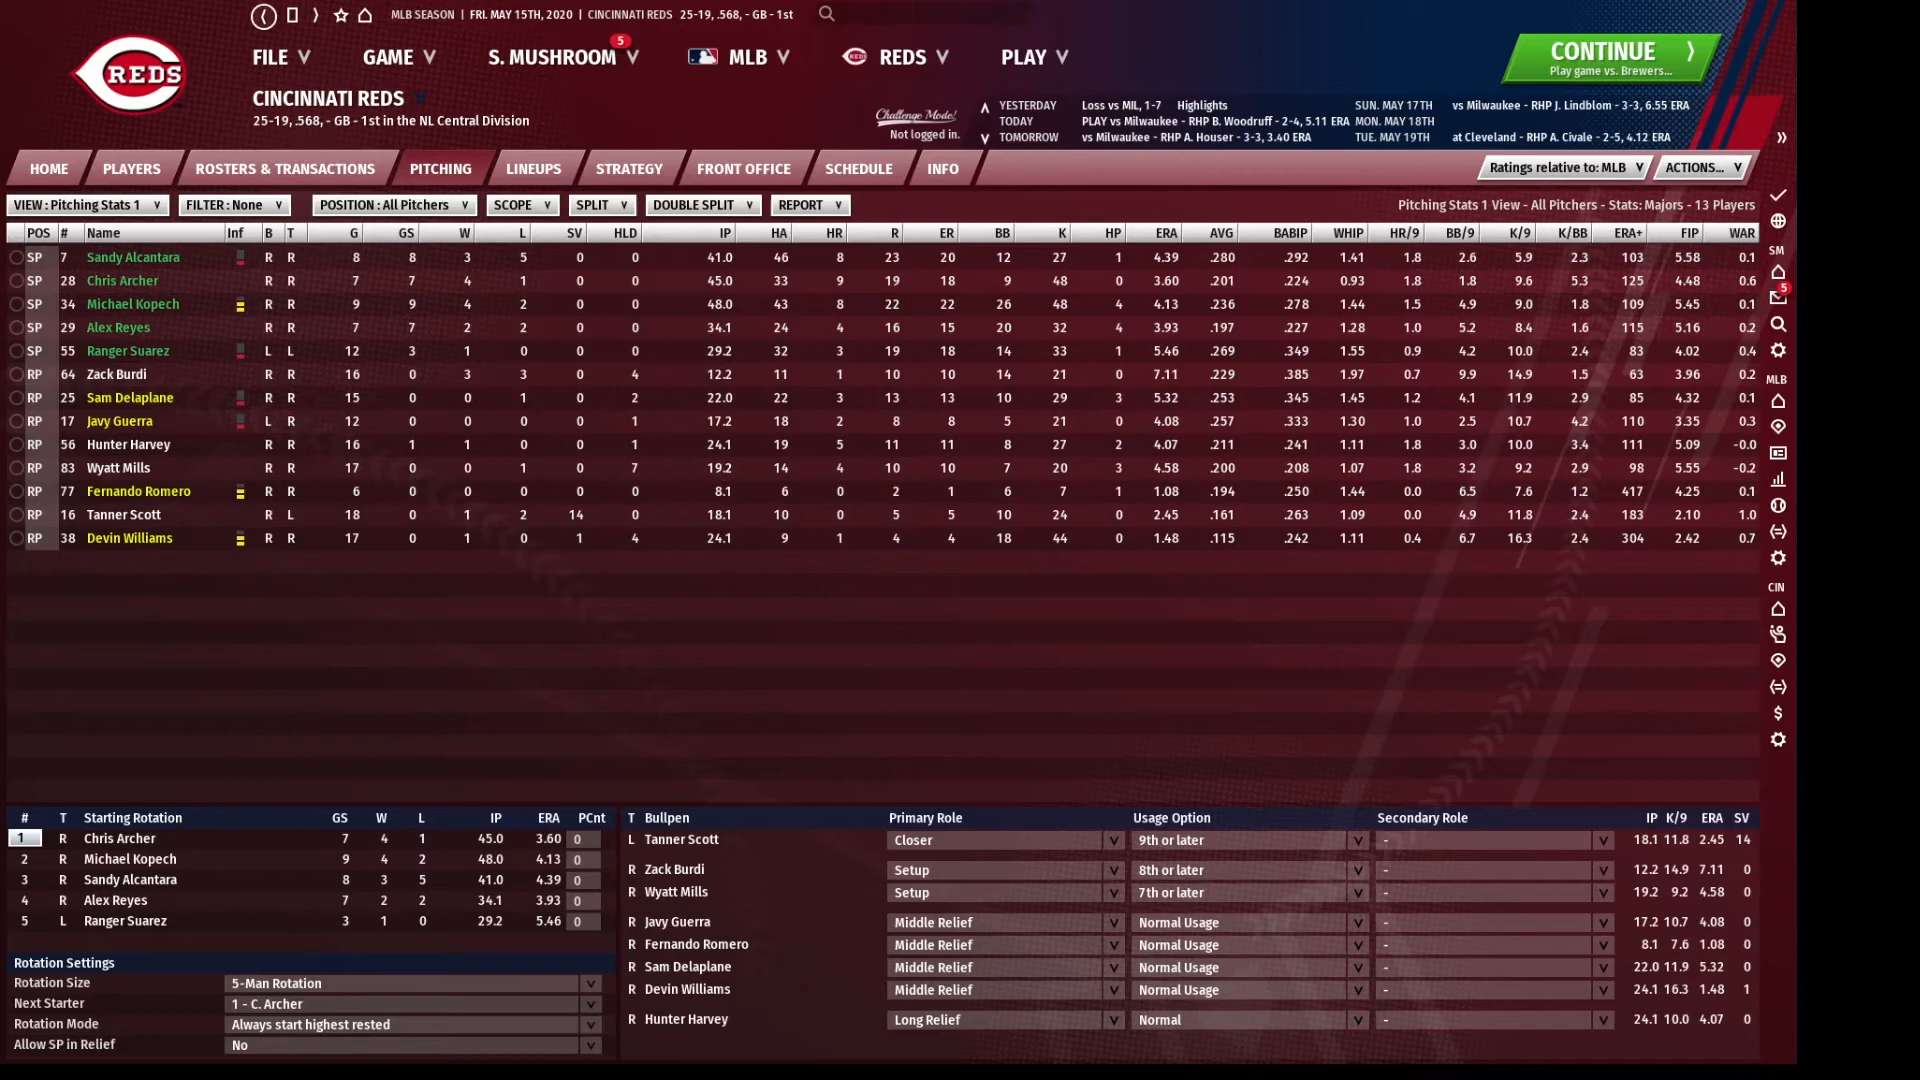 MLB SEASON | FRI. MAY 15TH, 2020 | CINCINNATI REDS 25-19, .568, - GB - 1st
REDS
FILE GAME S. MUSHROOM 5 MLB REDS PLAY
CONTINUE
Play game vs. Brewers...
CINCINNATI REDS
25-19, .568, - GB - 1st in the NL Central Division
Challenge Mode!
Not logged in.
YESTERDAY Loss vs MIL, 1-7 Highlights SUN. MAY 17TH vs Milwaukee - RHP J. Lindblom - 3-3, 6.55 ERA
TODAY PLAY vs Milwaukee - RHP B. Woodruff - 2-4, 5.11 ERA MON. MAY 18TH
TOMORROW vs Milwaukee - RHP A. Houser - 3-3, 3.40 ERA TUE. MAY 19TH at Cleveland - RHP A. Civale - 2-5, 4.12 ERA
HOME PLAYERS ROSTERS & TRANSACTIONS PITCHING LINEUPS STRATEGY FRONT OFFICE SCHEDULE INFO Ratings relative to: MLB ACTIONS...
VIEW : Pitching Stats 1 FILTER : None POSITION : All Pitchers SCOPE SPLIT DOUBLE SPLIT REPORT Pitching Stats 1 View - All Pitchers - Stats: Majors - 13 Players
POS # Name Inf B T G GS W L SV HLD IP HA HR R ER BB K HP ERA AVG BABIP WHIP HR/9 BB/9 K/9 K/BB ERA+ FIP WAR
SP 7 Sandy Alcantara R R 8 8 3 5 0 0 41.0 46 8 23 20 12 27 1 4.39 .280 .292 1.41 1.8 2.6 5.9 2.3 103 5.58 0.1
SP 28 Chris Archer R R 7 7 4 1 0 0 45.0 33 9 19 18 9 48 0 3.60 .201 .224 0.93 1.8 1.8 9.6 5.3 125 4.48 0.6
SP 34 Michael Kopech R R 9 9 4 2 0 0 48.0 43 8 22 22 26 48 4 4.13 .236 .278 1.44 1.5 4.9 9.0 1.8 109 5.45 0.1
SP 29 Alex Reyes R R 7 7 2 2 0 0 34.1 24 4 16 15 20 32 4 3.93 .197 .227 1.28 1.0 5.2 8.4 1.6 115 5.16 0.2
SP 55 Ranger Suarez L L 12 3 1 0 0 0 29.2 32 3 19 18 14 33 1 5.46 .269 .349 1.55 0.9 4.2 10.0 2.4 83 4.02 0.4
RP 64 Zack Burdi R R 16 0 3 3 0 4 12.2 11 1 10 10 14 21 0 7.11 .229 .385 1.97 0.7 9.9 14.9 1.5 63 3.96 0.2
RP 25 Sam Delaplane R R 15 0 0 1 0 2 22.0 22 3 13 13 10 29 3 5.32 .253 .345 1.45 1.2 4.1 11.9 2.9 85 4.32 0.1
RP 17 Javy Guerra L R 12 0 0 0 0 1 17.2 18 2 8 8 5 21 0 4.08 .257 .333 1.30 1.0 2.5 10.7 4.2 110 3.35 0.3
RP 56 Hunter Harvey R R 16 1 1 0 0 1 24.1 19 5 11 11 8 27 2 4.07 .211 .241 1.11 1.8 3.0 10.0 3.4 111 5.09 -0.0
RP 83 Wyatt Mills R R 17 0 0 1 0 7 19.2 14 4 10 10 7 20 3 4.58 .200 .208 1.07 1.8 3.2 9.2 2.9 98 5.55 -0.2
RP 77 Fernando Romero R R 6 0 0 0 0 0 8.1 6 0 2 1 6 7 1 1.08 .194 .250 1.44 0.0 6.5 7.6 1.2 417 4.25 0.1
RP 16 Tanner Scott R L 18 0 1 2 14 0 18.1 10 0 5 5 10 24 0 2.45 .161 .263 1.09 0.0 4.9 11.8 2.4 183 2.10 1.0
RP 38 Devin Williams R R 17 0 1 0 1 4 24.1 9 1 4 4 18 44 0 1.48 .115 .242 1.11 0.4 6.7 16.3 2.4 304 2.42 0.7
SM
5
MLB
CIN
$
# T Starting Rotation GS W L IP ERA PCnt
1 R Chris Archer 7 4 1 45.0 3.60 0
2 R Michael Kopech 9 4 2 48.0 4.13 0
3 R Sandy Alcantara 8 3 5 41.0 4.39 0
4 R Alex Reyes 7 2 2 34.1 3.93 0
5 L Ranger Suarez 3 1 0 29.2 5.46 0
Rotation Settings
Rotation Size 5-Man Rotation
Next Starter 1 - C. Archer
Rotation Mode Always start highest rested
Allow SP in Relief No
T Bullpen Primary Role Usage Option Secondary Role IP K/9 ERA SV
L Tanner Scott Closer 9th or later - 18.1 11.8 2.45 14
R Zack Burdi Setup 8th or later - 12.2 14.9 7.11 0
R Wyatt Mills Setup 7th or later - 19.2 9.2 4.58 0
R Javy Guerra Middle Relief Normal Usage - 17.2 10.7 4.08 0
R Fernando Romero Middle Relief Normal Usage - 8.1 7.6 1.08 0
R Sam Delaplane Middle Relief Normal Usage - 22.0 11.9 5.32 0
R Devin Williams Middle Relief Normal Usage - 24.1 16.3 1.48 1
R Hunter Harvey Long Relief Normal - 24.1 10.0 4.07 0